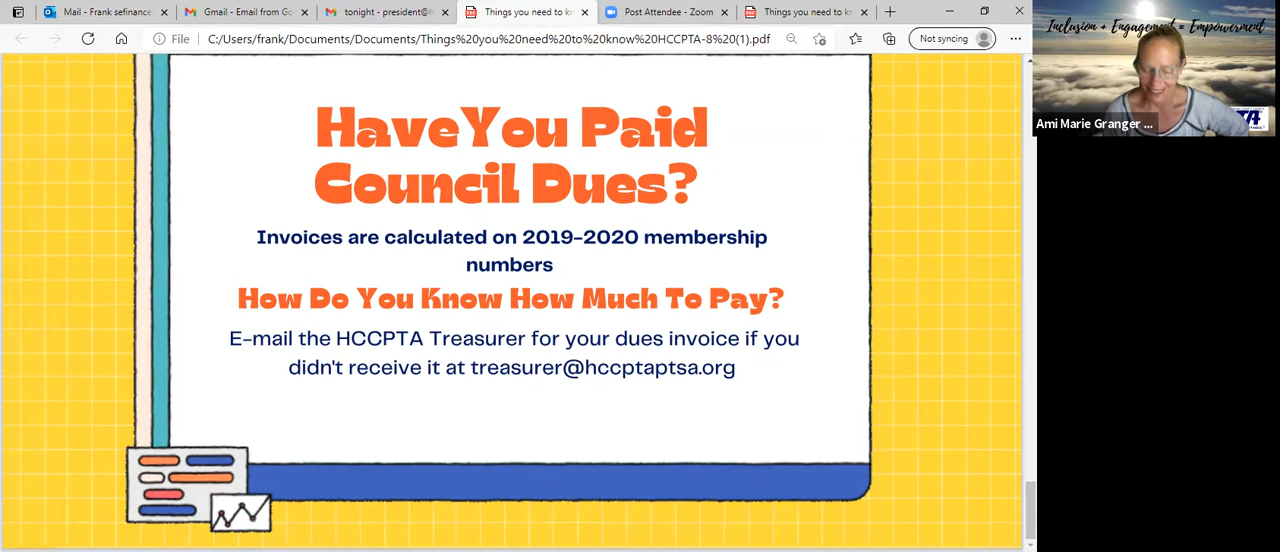 Mail - Frank sefinance
Gmail - Email from Go
tonight - president@h
Things you need to kn
Post Attendee - Zoom
Things you need to kn
File
C:/Users/frank/Documents/Documents/Things%20you%20need%20to%20know%20HCCPTA-8%20(1).pdf
Not syncing
Inclusion + Engagement = Empowerment
Ami Marie Granger ...
TA
HaveYou Paid
Council Dues?
Invoices are calculated on 2019-2020 membership
numbers
How Do You Know How Much To Pay?
E-mail the HCCPTA Treasurer for your dues invoice if you
didn't receive it at treasurer@hccptaptsa.org